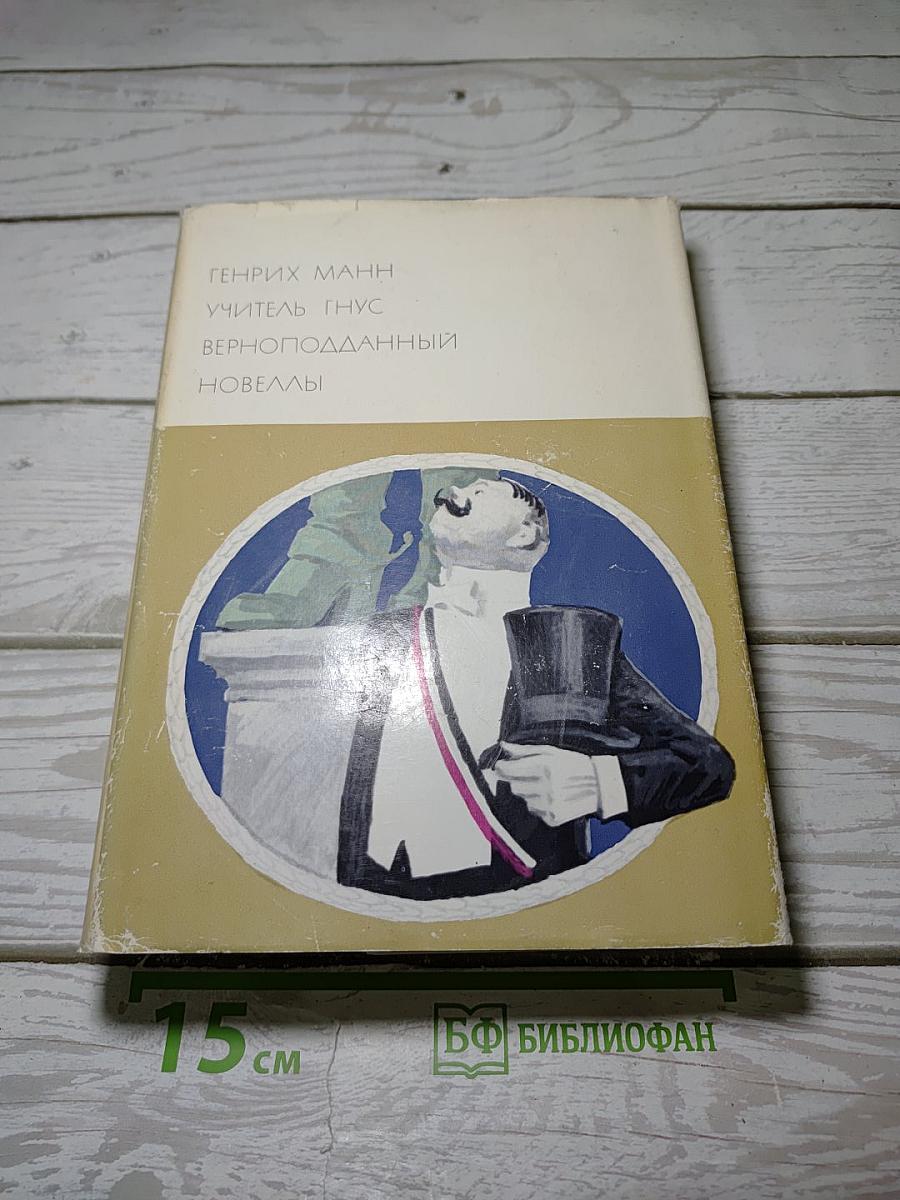 ГЕНРИХ МАНН
УЧИТЕЛЬ ГНУС
ВЕРНОПОДДАННЫЙ
НОВЕЛЛЫ
15 см
БФ БИБЛИОФАН